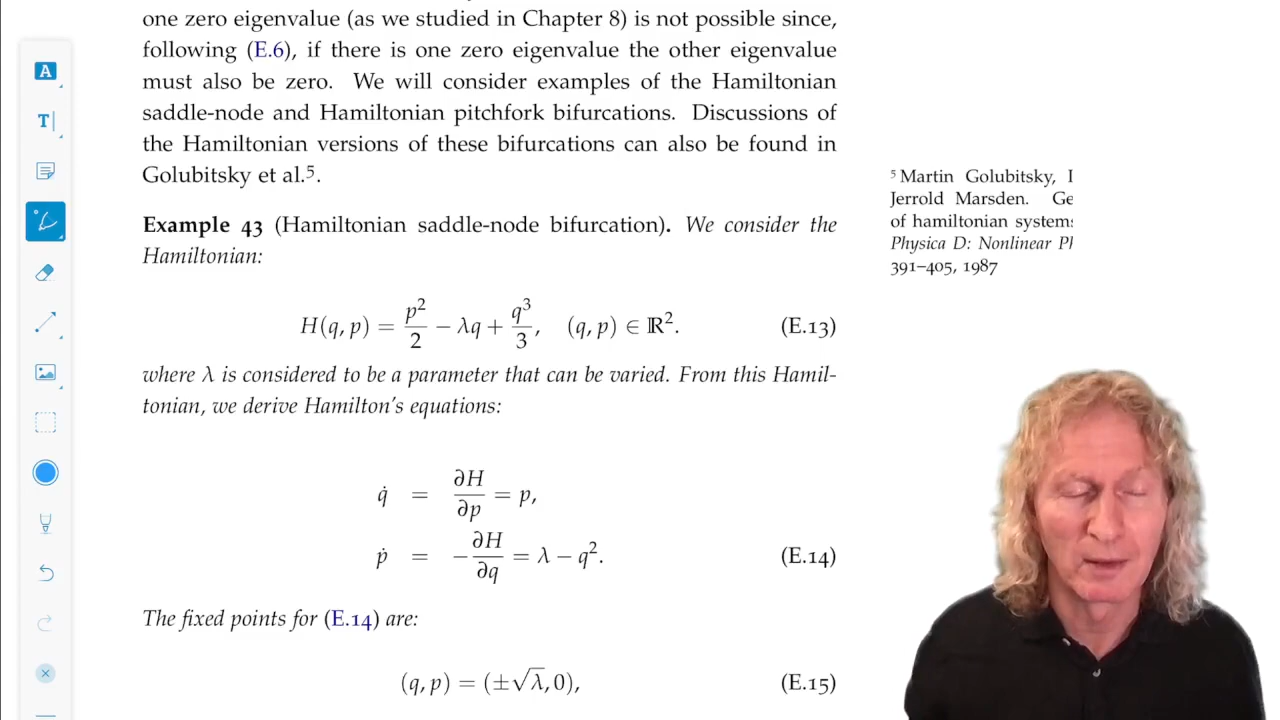 one zero eigenvalue (as we studied in Chapter 8) is not possible since,
following (E.6), if there is one zero eigenvalue the other eigenvalue
must also be zero. We will consider examples of the Hamiltonian
saddle-node and Hamiltonian pitchfork bifurcations. Discussions of
the Hamiltonian versions of these bifurcations can also be found in
Golubitsky et al.⁵.
⁵ Martin Golubitsky, I
Jerrold Marsden. Ge
of hamiltonian systems
Physica D: Nonlinear Ph
391–405, 1987
Example 43 (Hamiltonian saddle-node bifurcation). We consider the
Hamiltonian:
H(q, p) = p²/2 − λq + q³/3, (q, p) ∈ ℝ². (E.13)
where λ is considered to be a parameter that can be varied. From this Hamil-
tonian, we derive Hamilton's equations:
q̇ = ∂H/∂p = p,
ṗ = −∂H/∂q = λ − q². (E.14)
The fixed points for (E.14) are:
(q, p) = (±√λ, 0), (E.15)
A
T